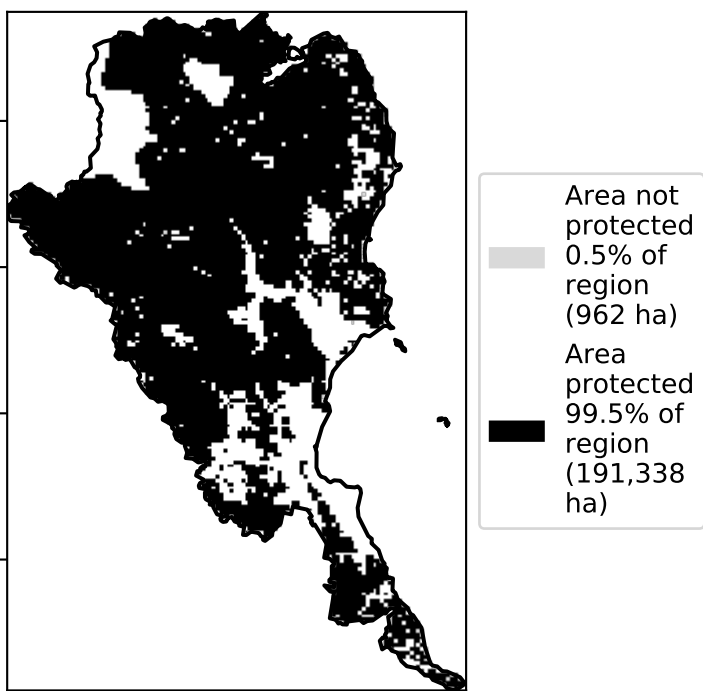 Area not
protected
0.5% of
region
(962 ha)
Area
protected
99.5% of
region
(191,338
ha)